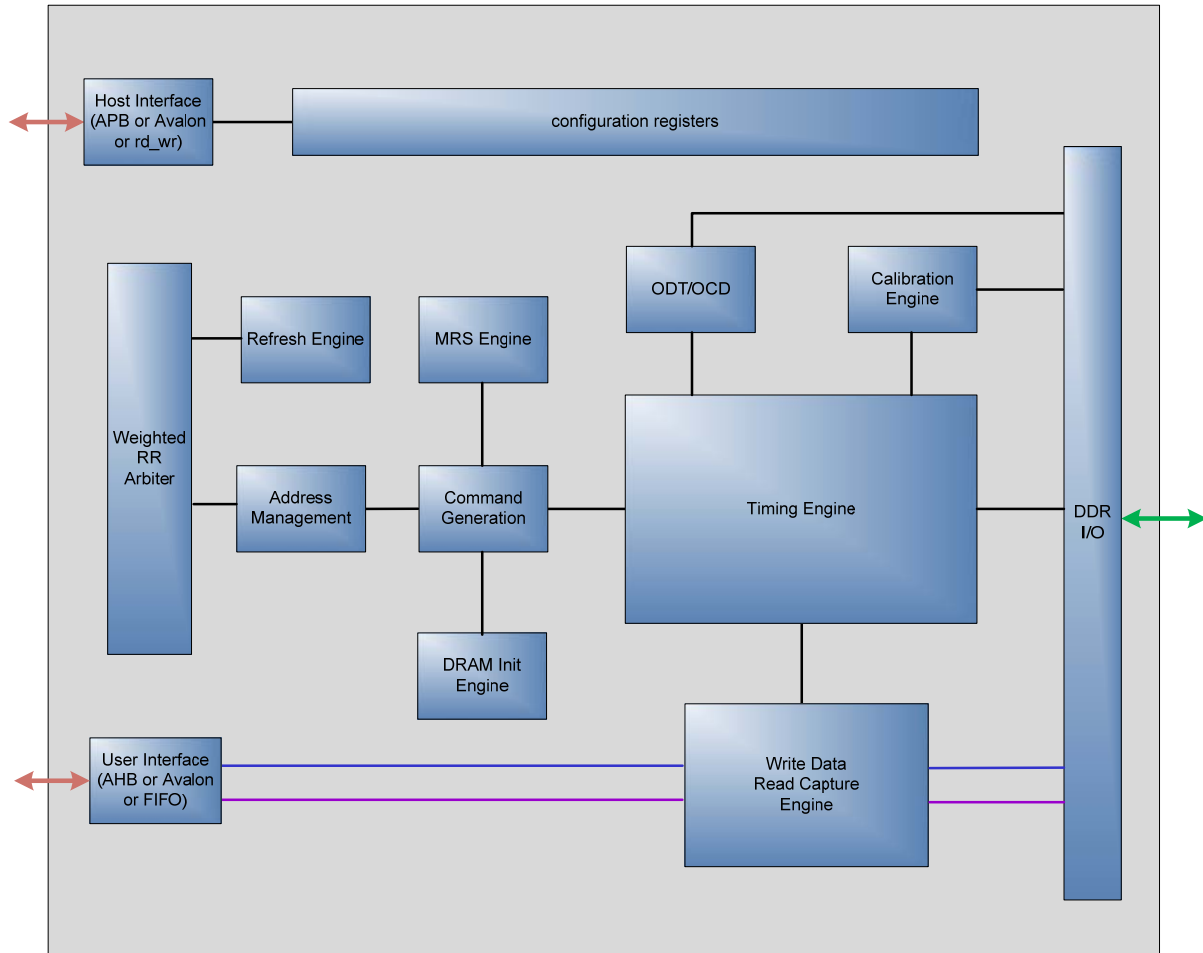 Host Interface
(APB or Avalon
or rd_wr)
configuration registers
ODT/OCD
Calibration
Engine
Refresh Engine
MRS Engine
Weighted
RR
Arbiter
Address
Management
Command
Generation
Timing Engine
DDR
I/O
DRAM Init
Engine
User Interface
(AHB or Avalon
or FIFO)
Write Data
Read Capture
Engine